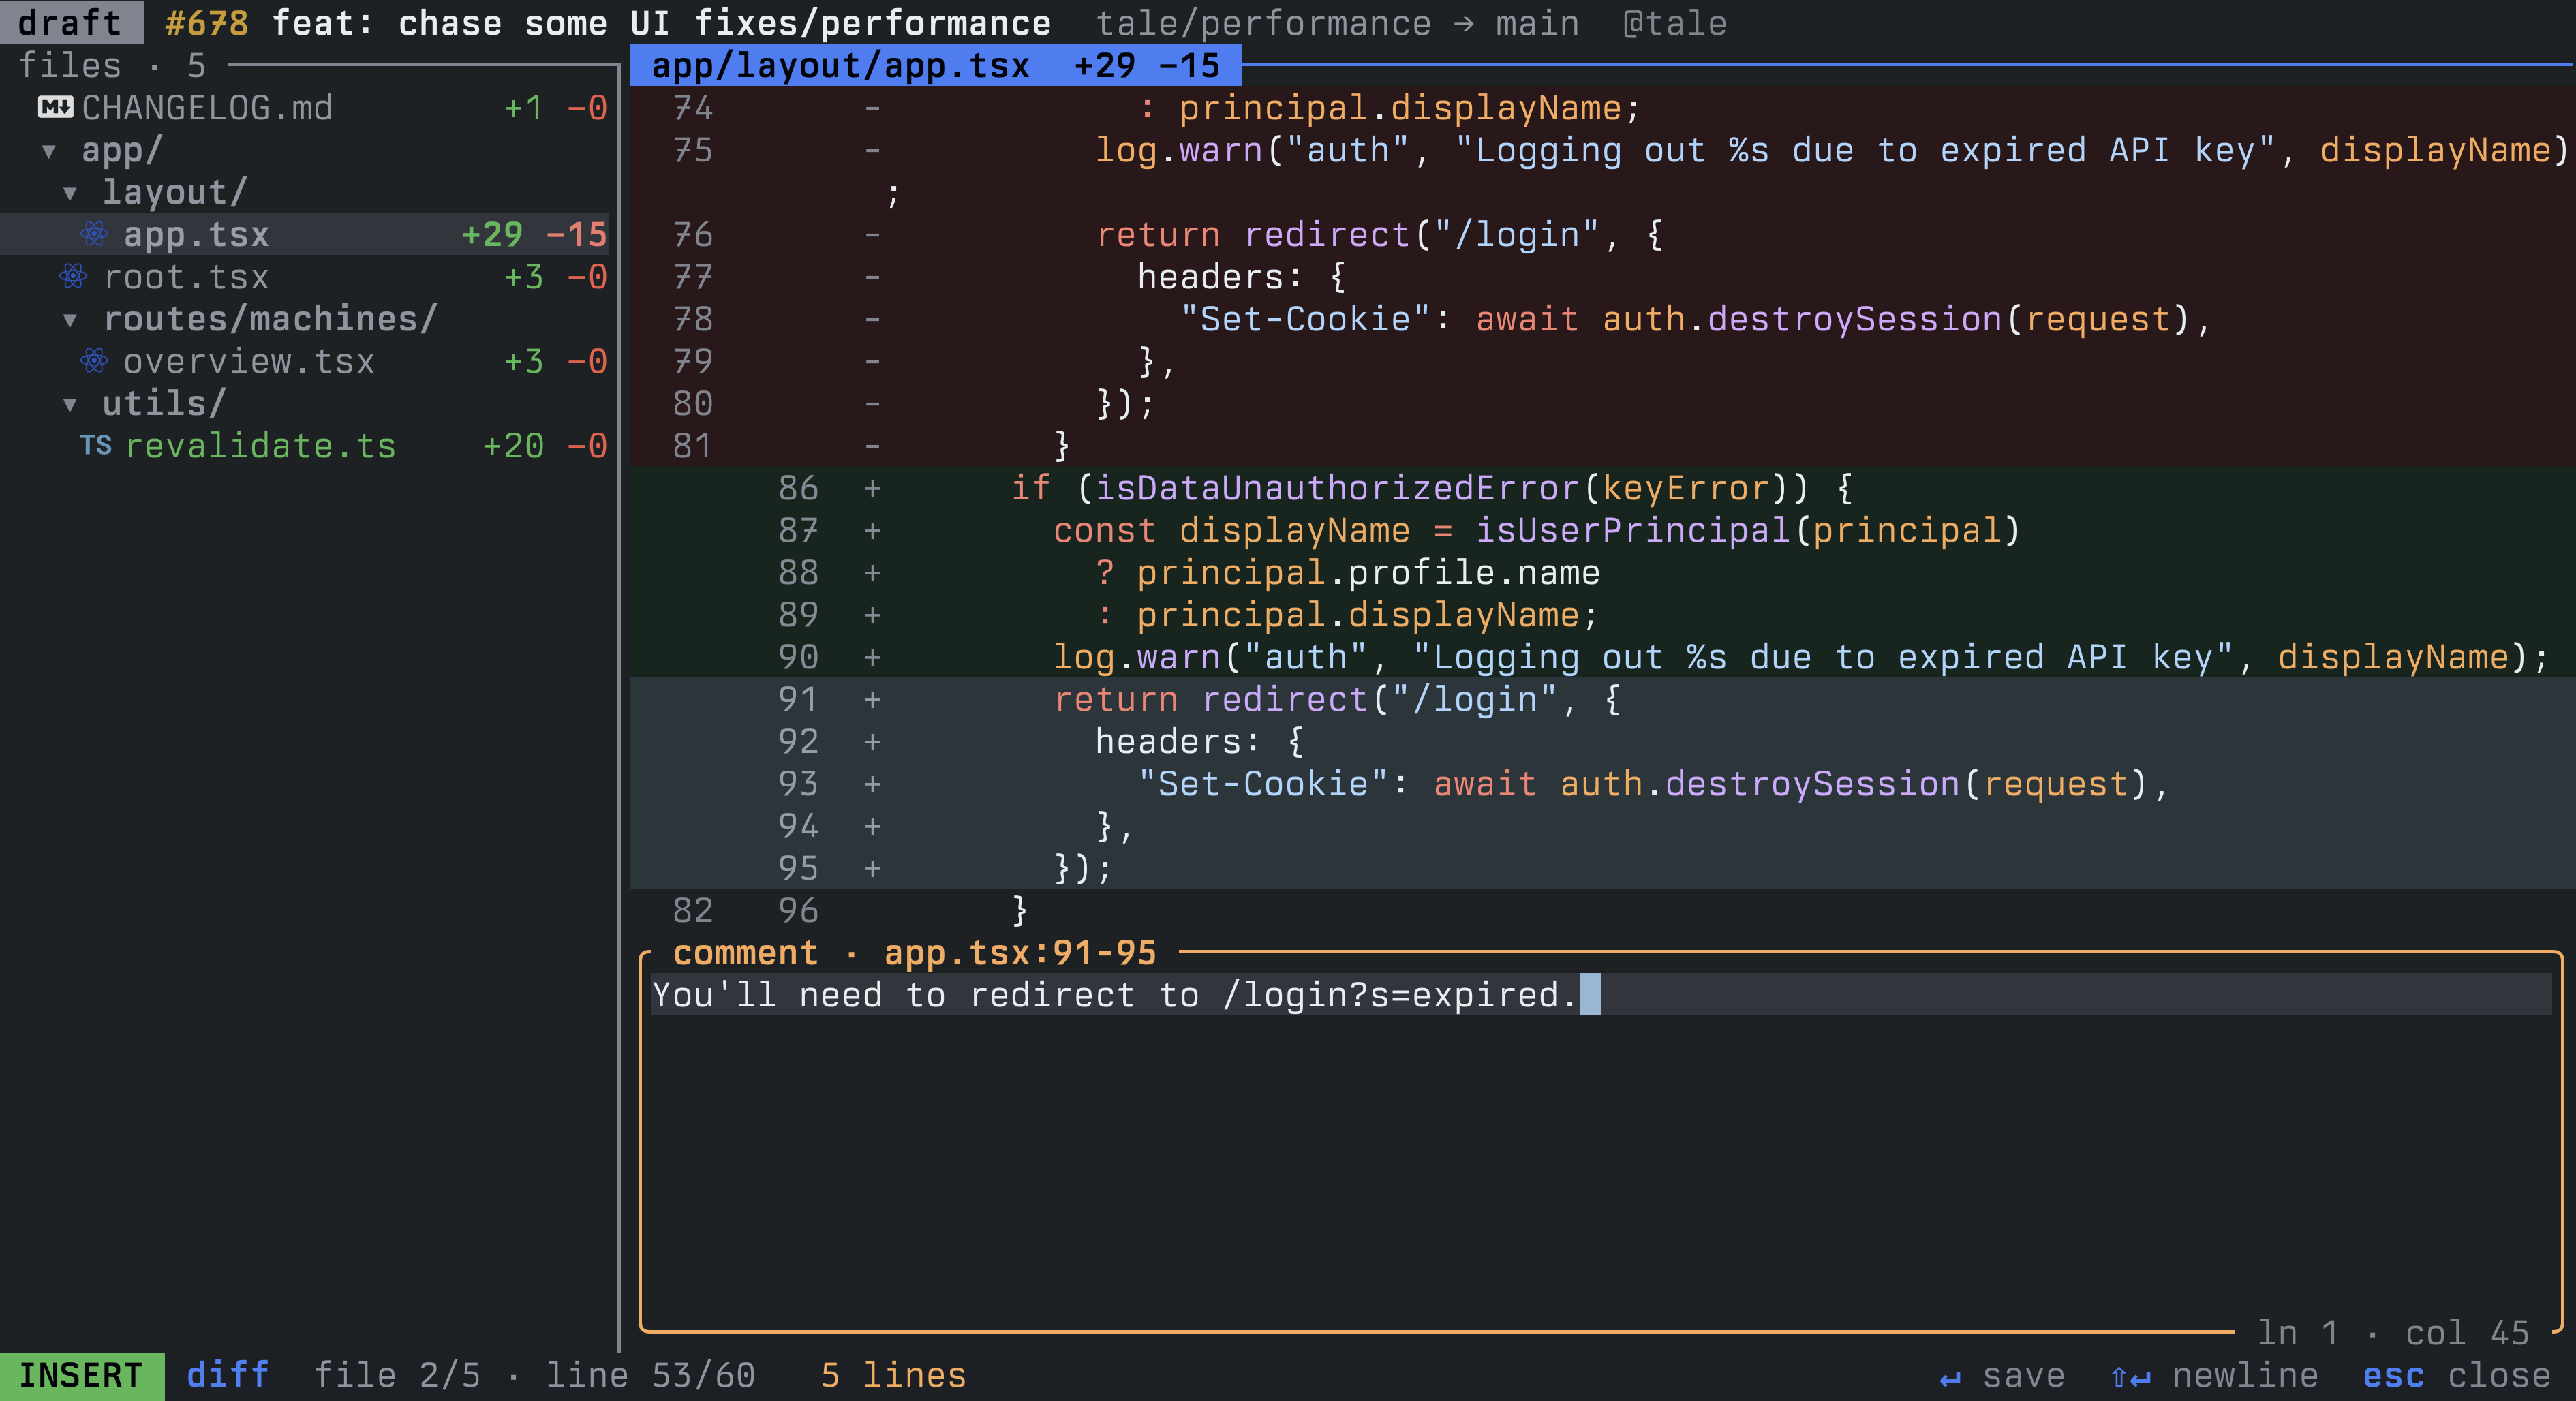 draft #678 feat: chase some UI fixes/performance tale/performance → main @tale
files · 5
CHANGELOG.md +1 −0
▾ app/
▾ layout/
app.tsx +29 −15
root.tsx +3 −0
▾ routes/machines/
overview.tsx +3 −0
▾ utils/
TS revalidate.ts +20 −0
app/layout/app.tsx +29 −15
74 - : principal.displayName;
75 - log.warn("auth", "Logging out %s due to expired API key", displayName)
;
76 - return redirect("/login", {
77 - headers: {
78 - "Set-Cookie": await auth.destroySession(request),
79 - },
80 - });
81 - }
86 + if (isDataUnauthorizedError(keyError)) {
87 + const displayName = isUserPrincipal(principal)
88 + ? principal.profile.name
89 + : principal.displayName;
90 + log.warn("auth", "Logging out %s due to expired API key", displayName);
91 + return redirect("/login", {
92 + headers: {
93 + "Set-Cookie": await auth.destroySession(request),
94 + },
95 + });
82 96 }
comment · app.tsx:91-95
You'll need to redirect to /login?s=expired.
ln 1 · col 45
INSERT diff file 2/5 · line 53/60 5 lines ↵ save ⇧↵ newline esc close